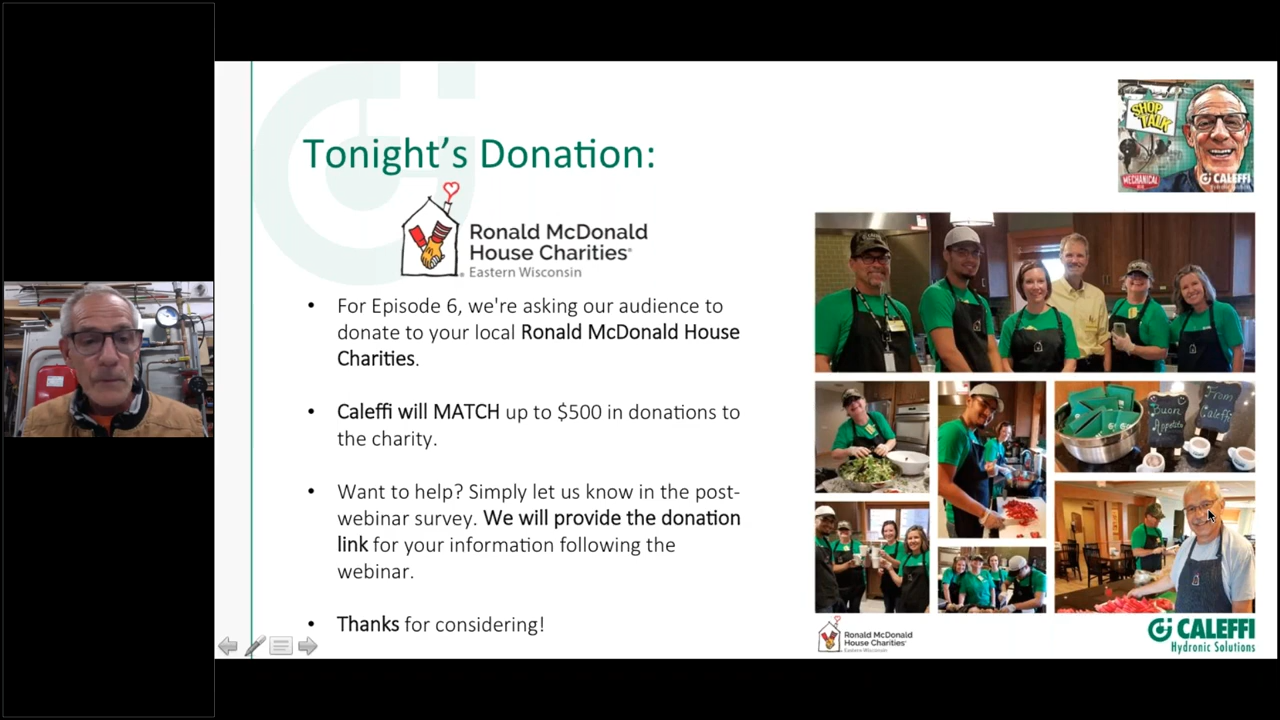 Tonight's Donation:
Ronald McDonald
House Charities®
Eastern Wisconsin
• For Episode 6, we're asking our audience to
donate to your local Ronald McDonald House
Charities.
• Caleffi will MATCH up to $500 in donations to
the charity.
• Want to help? Simply let us know in the post-
webinar survey. We will provide the donation
link for your information following the
webinar.
• Thanks for considering!
SHOP
TALK
MECHANICAL
CALEFFI
Buon
Appetito
From
Caleffi
Ronald McDonald
House Charities
Eastern Wisconsin
CALEFFI
Hydronic Solutions